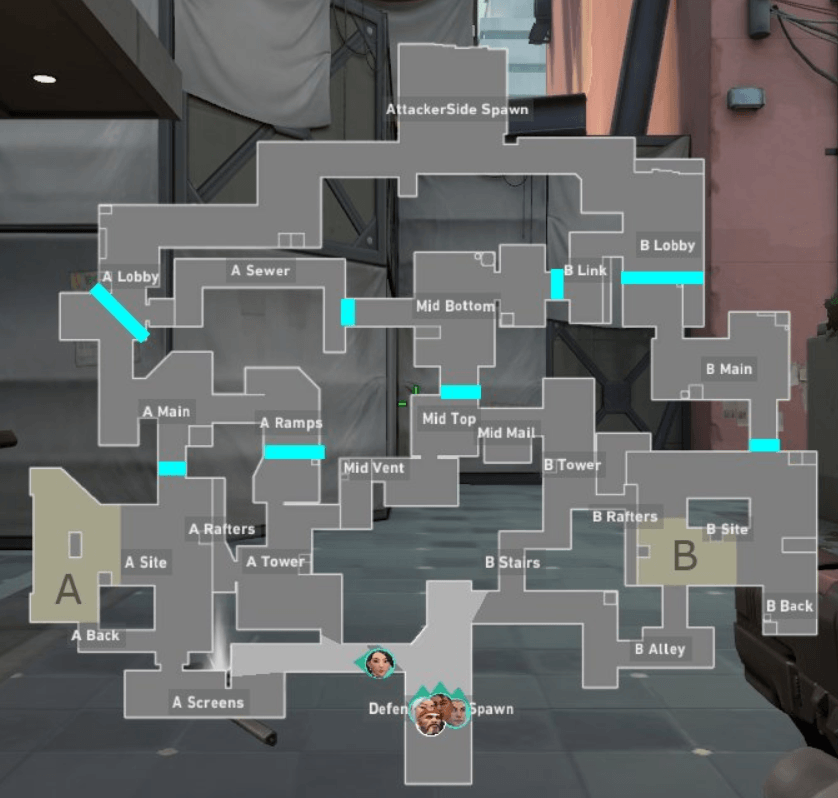 AttackerSide Spawn
B Lobby
A Lobby
A Sewer
B Link
Mid Bottom
B Main
A Main
A Ramps
Mid Top
Mid Mail
Mid Vent
B Tower
A Rafters
B Rafters
B Site
A Site
A Tower
B Stairs
B
A
B Back
A Back
B Alley
A Screens
Defen Spawn